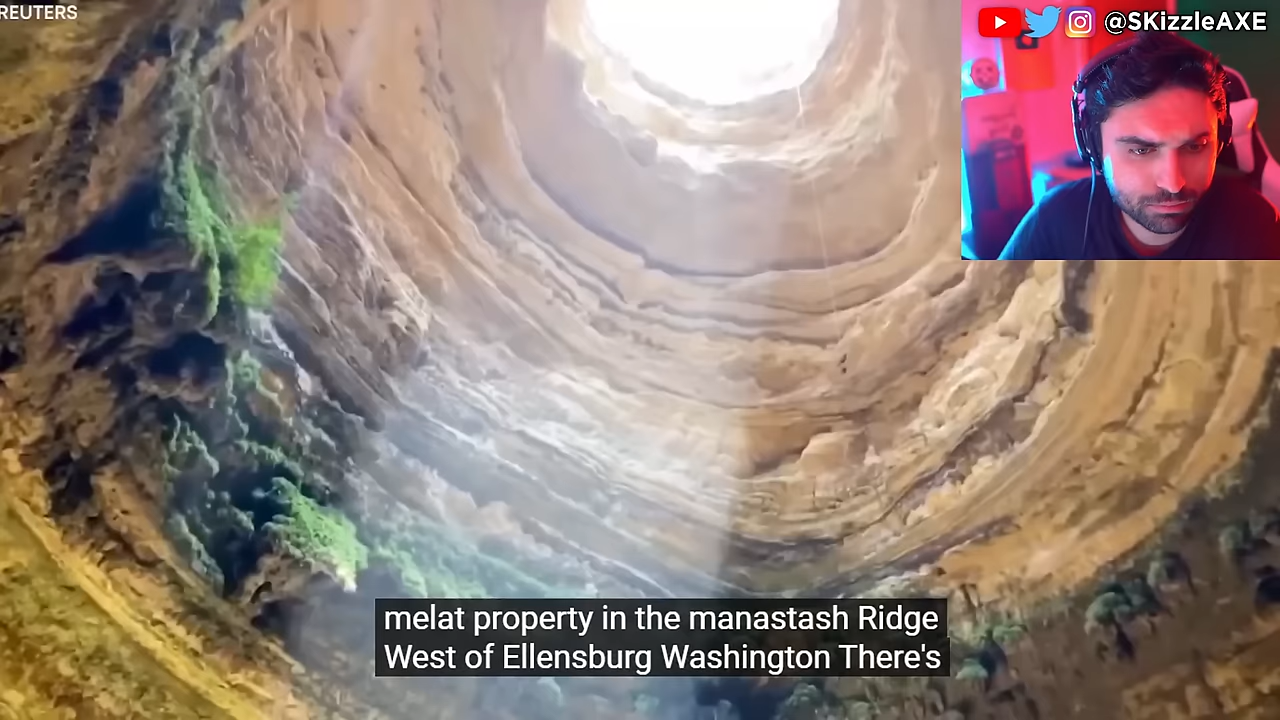 REUTERS
@SKizzleAXE
melat property in the manastash Ridge
West of Ellensburg Washington There's